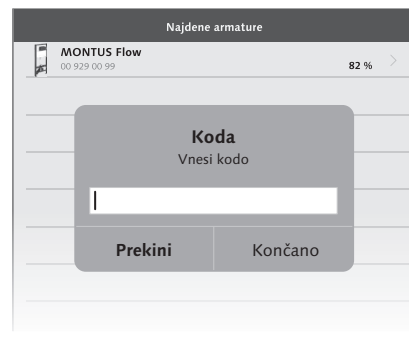 Najdene armature
MONTUS Flow
00 929 00 99
82 %
Koda
Vnesi kodo
Prekini
Končano